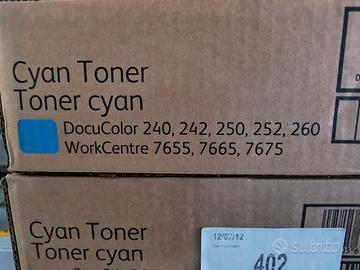 Cyan Toner
Toner cyan
DocuColor 240, 242, 250, 252, 260
WorkCentre 7655, 7665, 7675
Cyan Toner
Toner cyan
12/07/12
402
subito